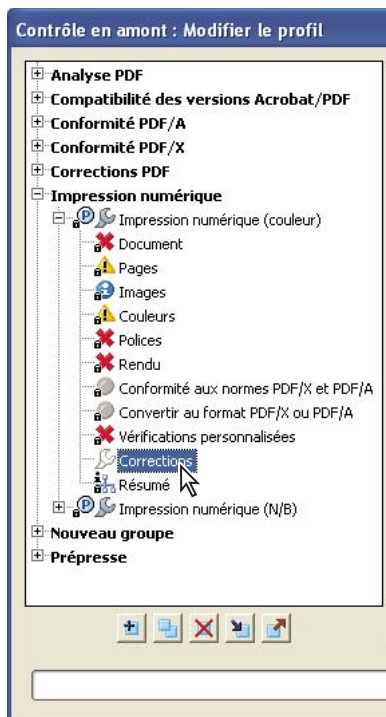 Contrôle en amont : Modifier le profil
Analyse PDF
Compatibilité des versions Acrobat/PDF
Conformité PDF/A
Conformité PDF/X
Corrections PDF
Impression numérique
Impression numérique (couleur)
Document
Pages
Images
Couleurs
Polices
Rendu
Conformité aux normes PDF/X et PDF/A
Convertir au format PDF/X ou PDF/A
Vérifications personnalisées
Corrections
Résumé
Impression numérique (N/B)
Nouveau groupe
Prépresse